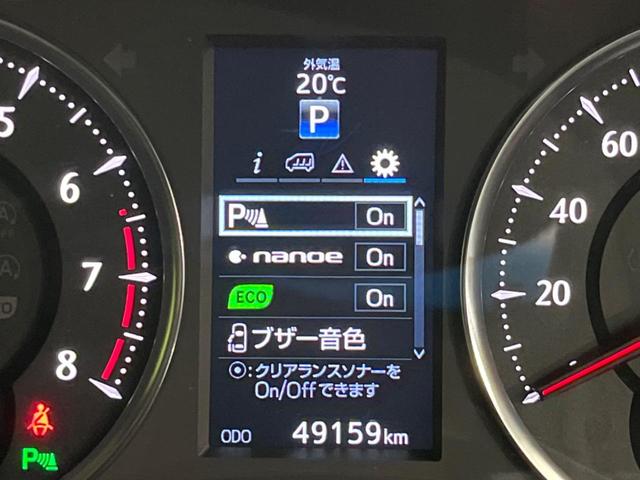 外気温
20℃
P
i
P On
nanoe On
ECO On
ブザー音色
◉:クリアランスソナーを
On/Offできます
ODO 49159km
5
6
7
8
60
40
20
P